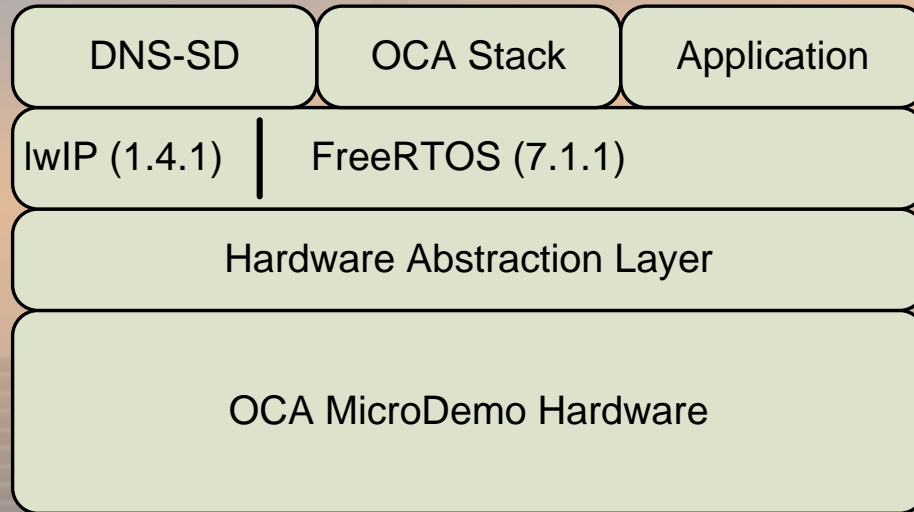 DNS-SD
OCA Stack
Application
lwIP (1.4.1)
FreeRTOS (7.1.1)
Hardware Abstraction Layer
OCA MicroDemo Hardware